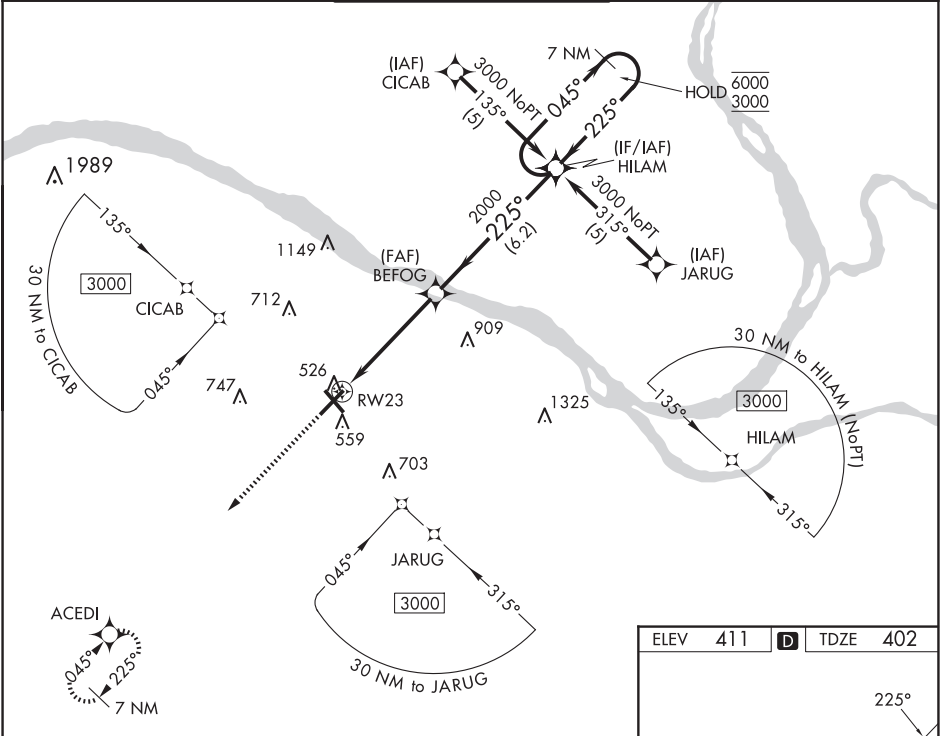 (IAF)
CICAB
3000 NoPT
135°
(5)
7 NM
045°
225°
HOLD
6000
3000
(IF/IAF)
HILAM
3000 NoPT
315°
(5)
(IAF)
JARUG
2000
225°
(6.2)
(FAF)
BEFOG
1989
1149
712
909
747
526
RW23
559
1325
703
135°
3000
CICAB
045°
30 NM to CICAB
30 NM to HILAM (NoPT)
135°
3000
HILAM
315°
JARUG
045°
315°
3000
30 NM to JARUG
ACEDI
045°
225°
7 NM
ELEV 411 D TDZE 402
225°